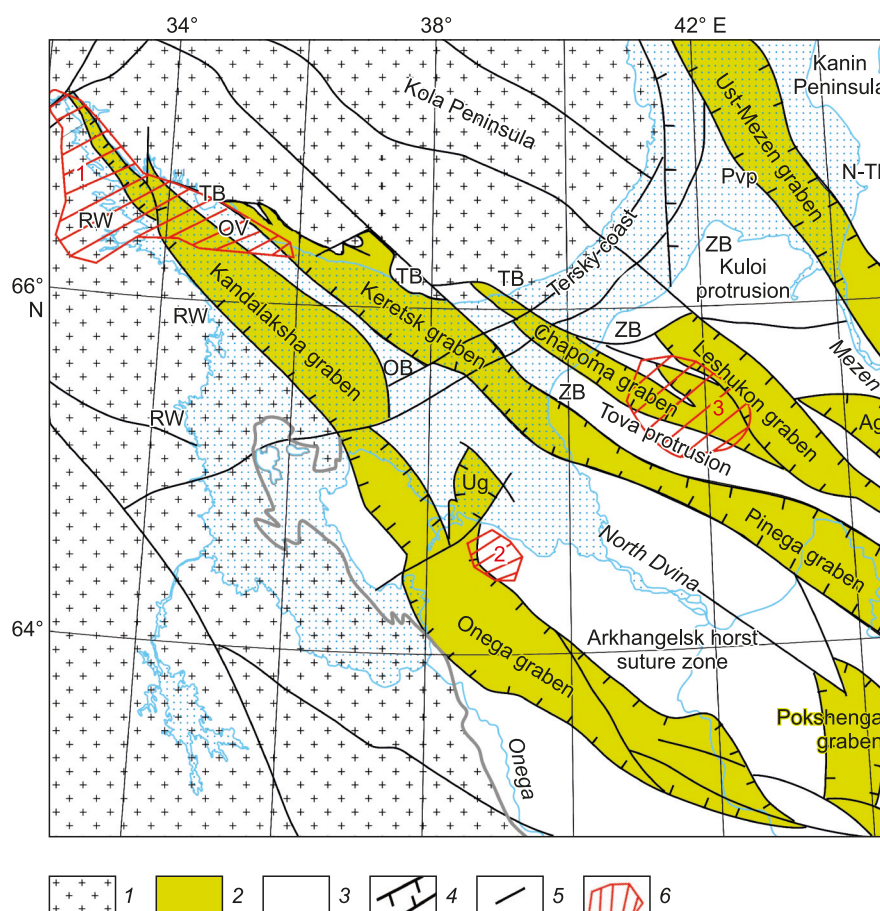 34°
38°
42° E
Kanin
Peninsula
Kola Peninsula
Ust-Mezen graben
N-TB
Pvp
1
TB
RW
OV
ZB
Kuloi
protrusion
Tersky coast
66°
N
TB
TB
Kandalaksha graben
Keretsk graben
RW
ZB
Mezen
Chapoma graben
Leshukon graben
OB
ZB
3
RW
Tova protrusion
Ag
Ug
Pinega graben
2
North Dvina
64°
Onega graben
Arkhangelsk horst
suture zone
Pokshenga
graben
Onega
1
2
3
4
5
6